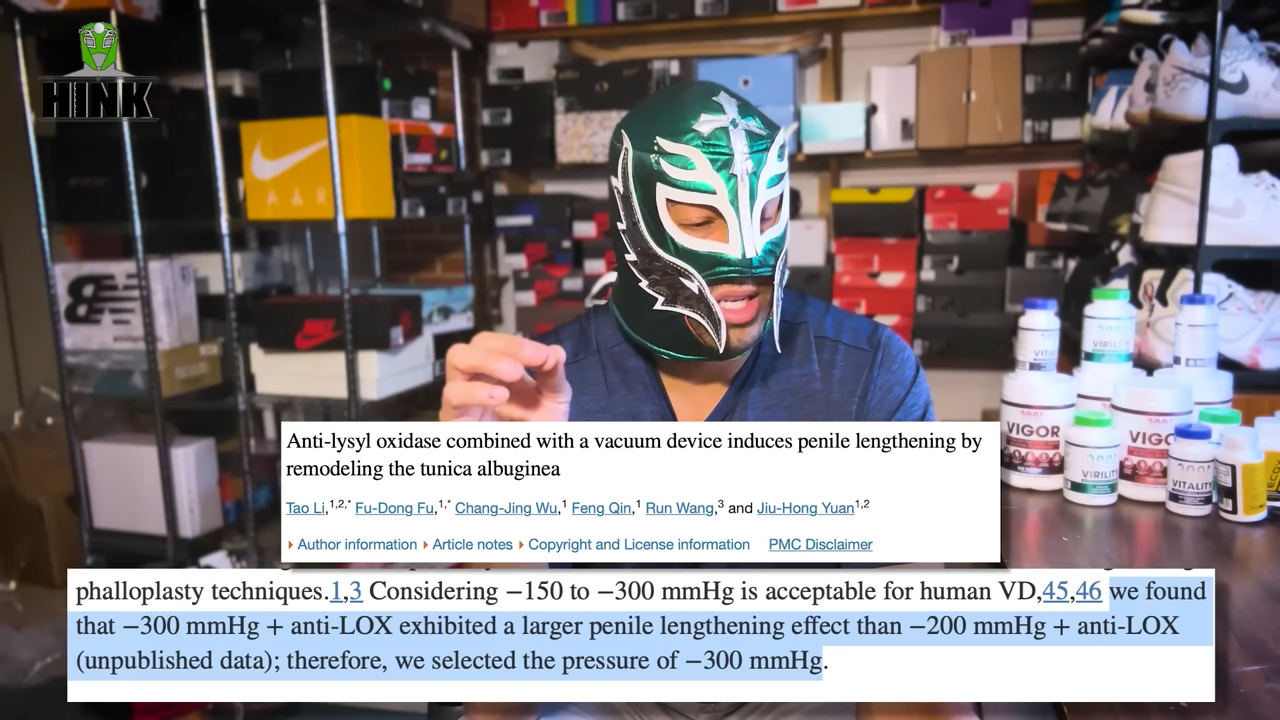 HINK
AIR
Anti-lysyl oxidase combined with a vacuum device induces penile lengthening by
remodeling the tunica albuginea
Tao Li,1,2,* Fu-Dong Fu,1,* Chang-Jing Wu,1 Feng Qin,1 Run Wang,3 and Jiu-Hong Yuan1,2
Author information Article notes Copyright and License information PMC Disclaimer
phalloplasty techniques.1,3 Considering −150 to −300 mmHg is acceptable for human VD,45,46 we found
that −300 mmHg + anti-LOX exhibited a larger penile lengthening effect than −200 mmHg + anti-LOX
(unpublished data); therefore, we selected the pressure of −300 mmHg.
VIGOR
VIRILITY
VITALITY